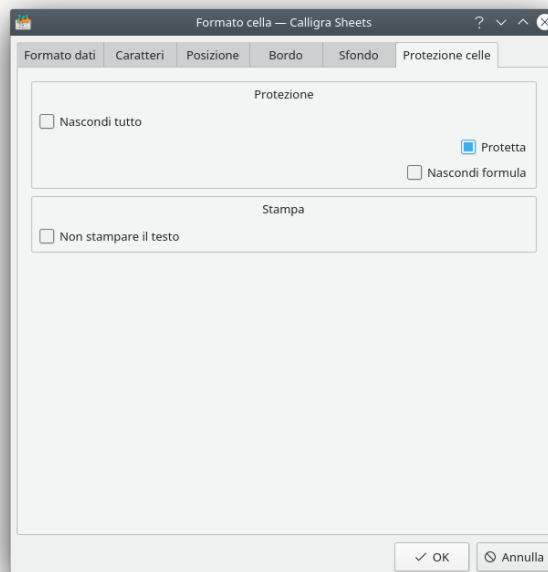 Formato cella — Calligra Sheets
Formato dati Caratteri Posizione Bordo Sfondo Protezione celle
Protezione
Nascondi tutto
Protetta
Nascondi formula
Stampa
Non stampare il testo
OK Annulla